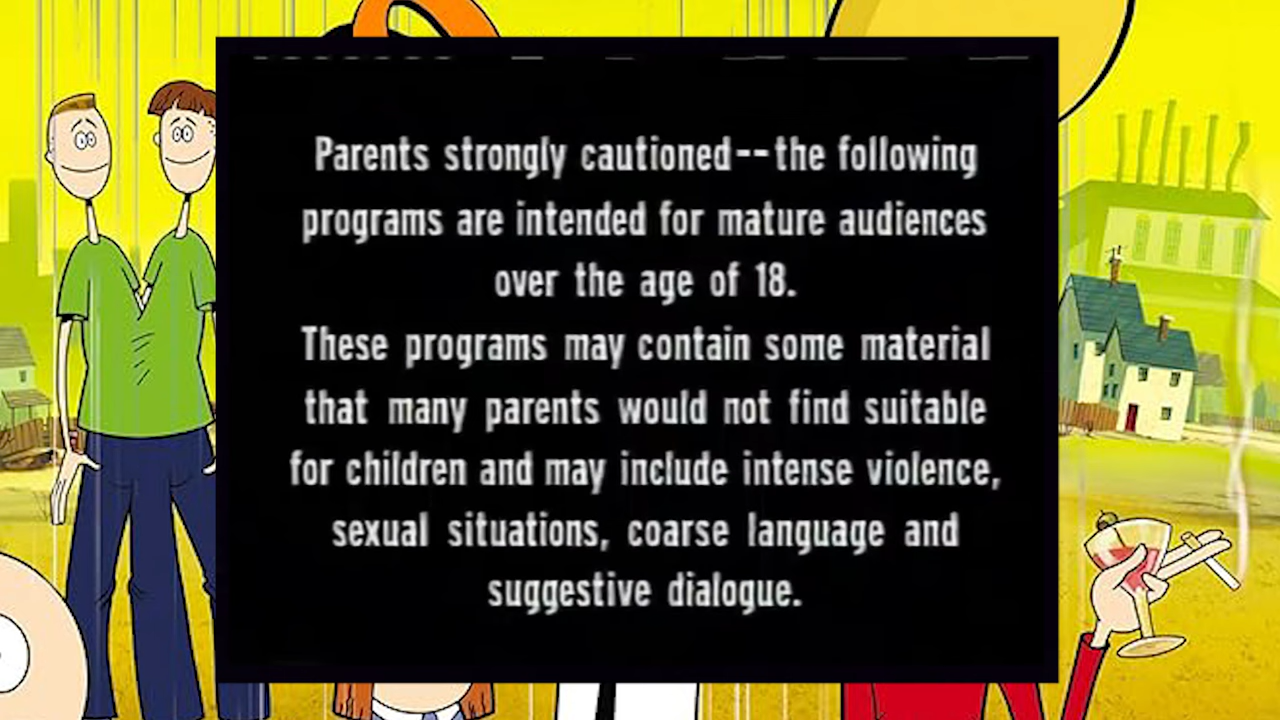 Parents strongly cautioned--the following
programs are intended for mature audiences
over the age of 18.
These programs may contain some material
that many parents would not find suitable
for children and may include intense violence,
sexual situations, coarse language and
suggestive dialogue.